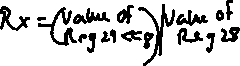 Rx = (Value of Reg 29 << 8) | Value of Reg 28